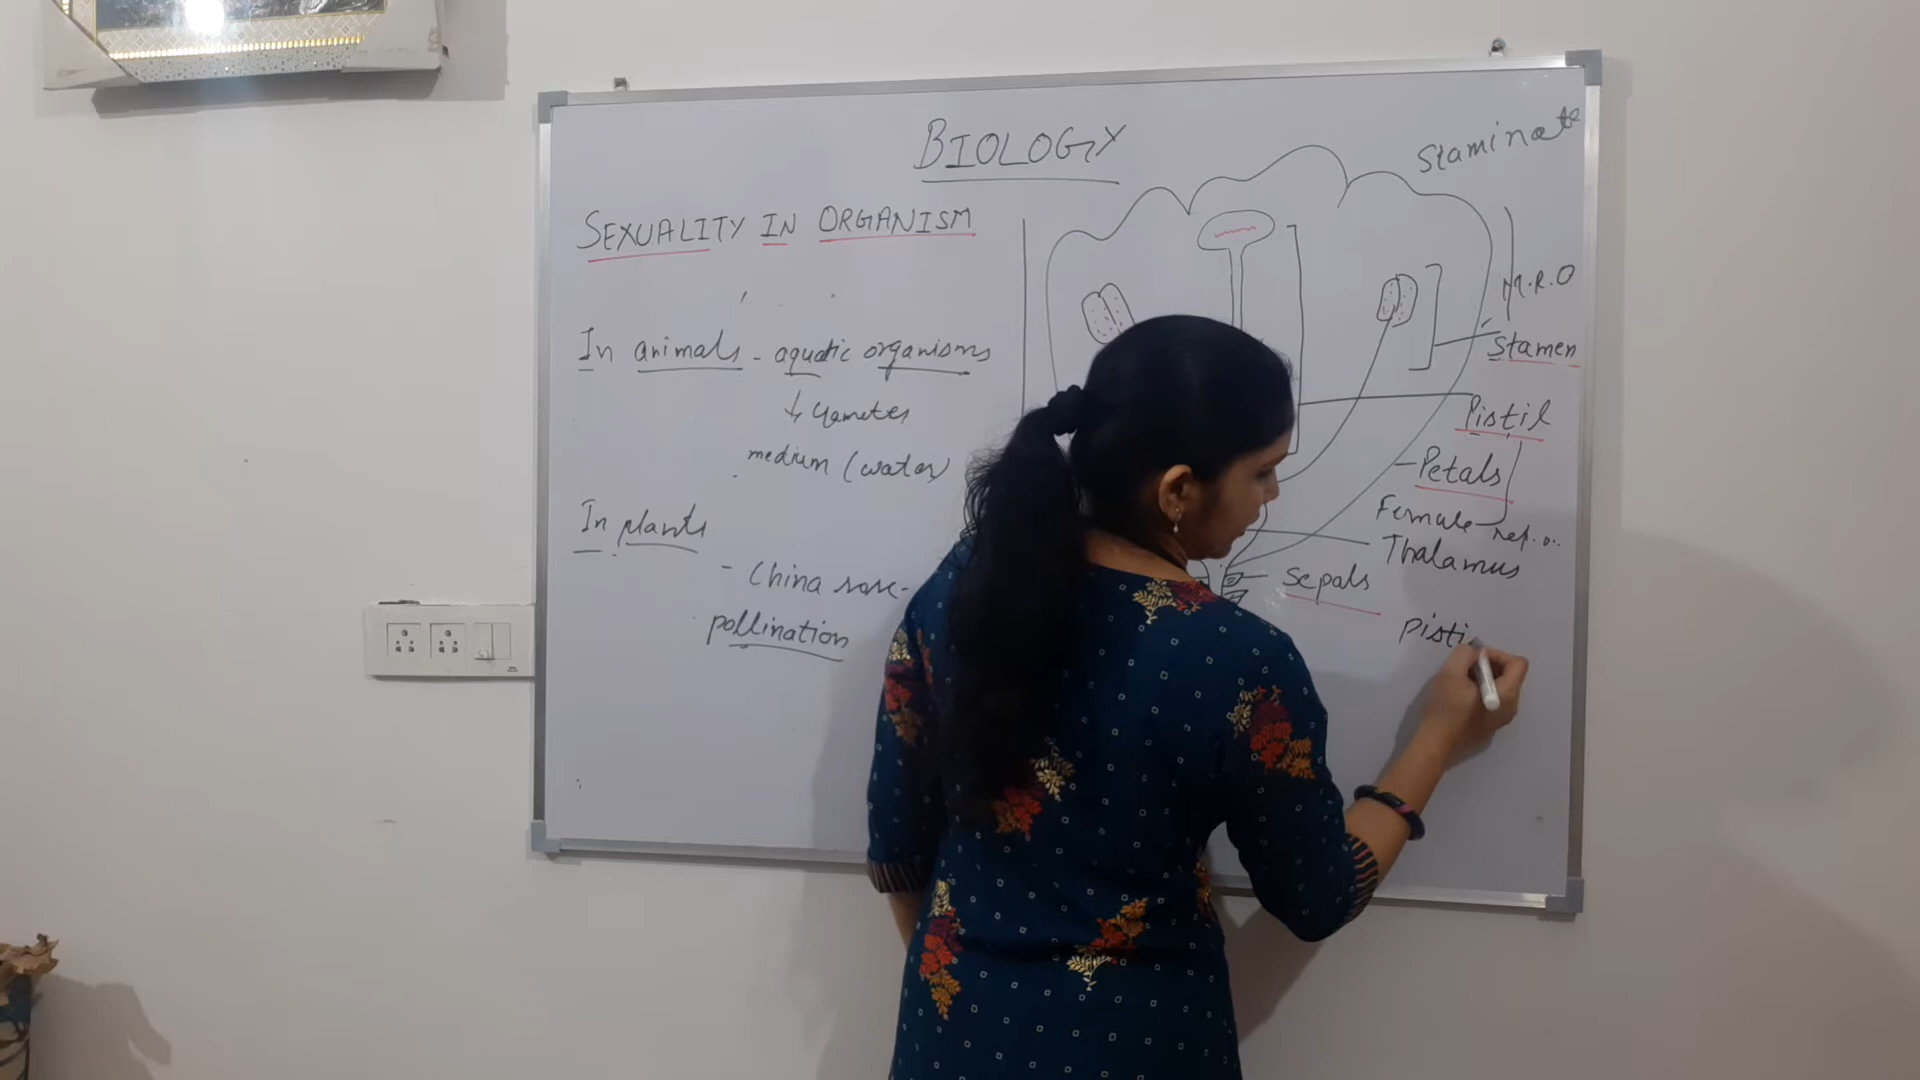 BIOLOGY
Staminate
SEXUALITY IN ORGANISM
M.R.O
In animals - aquatic organisms
Stamen
↓ Gametes
Pistil
medium (water)
- Petals
In plants
Female rep. o..
Thalamus
- China rose -
Sepals
pollination
Pisti